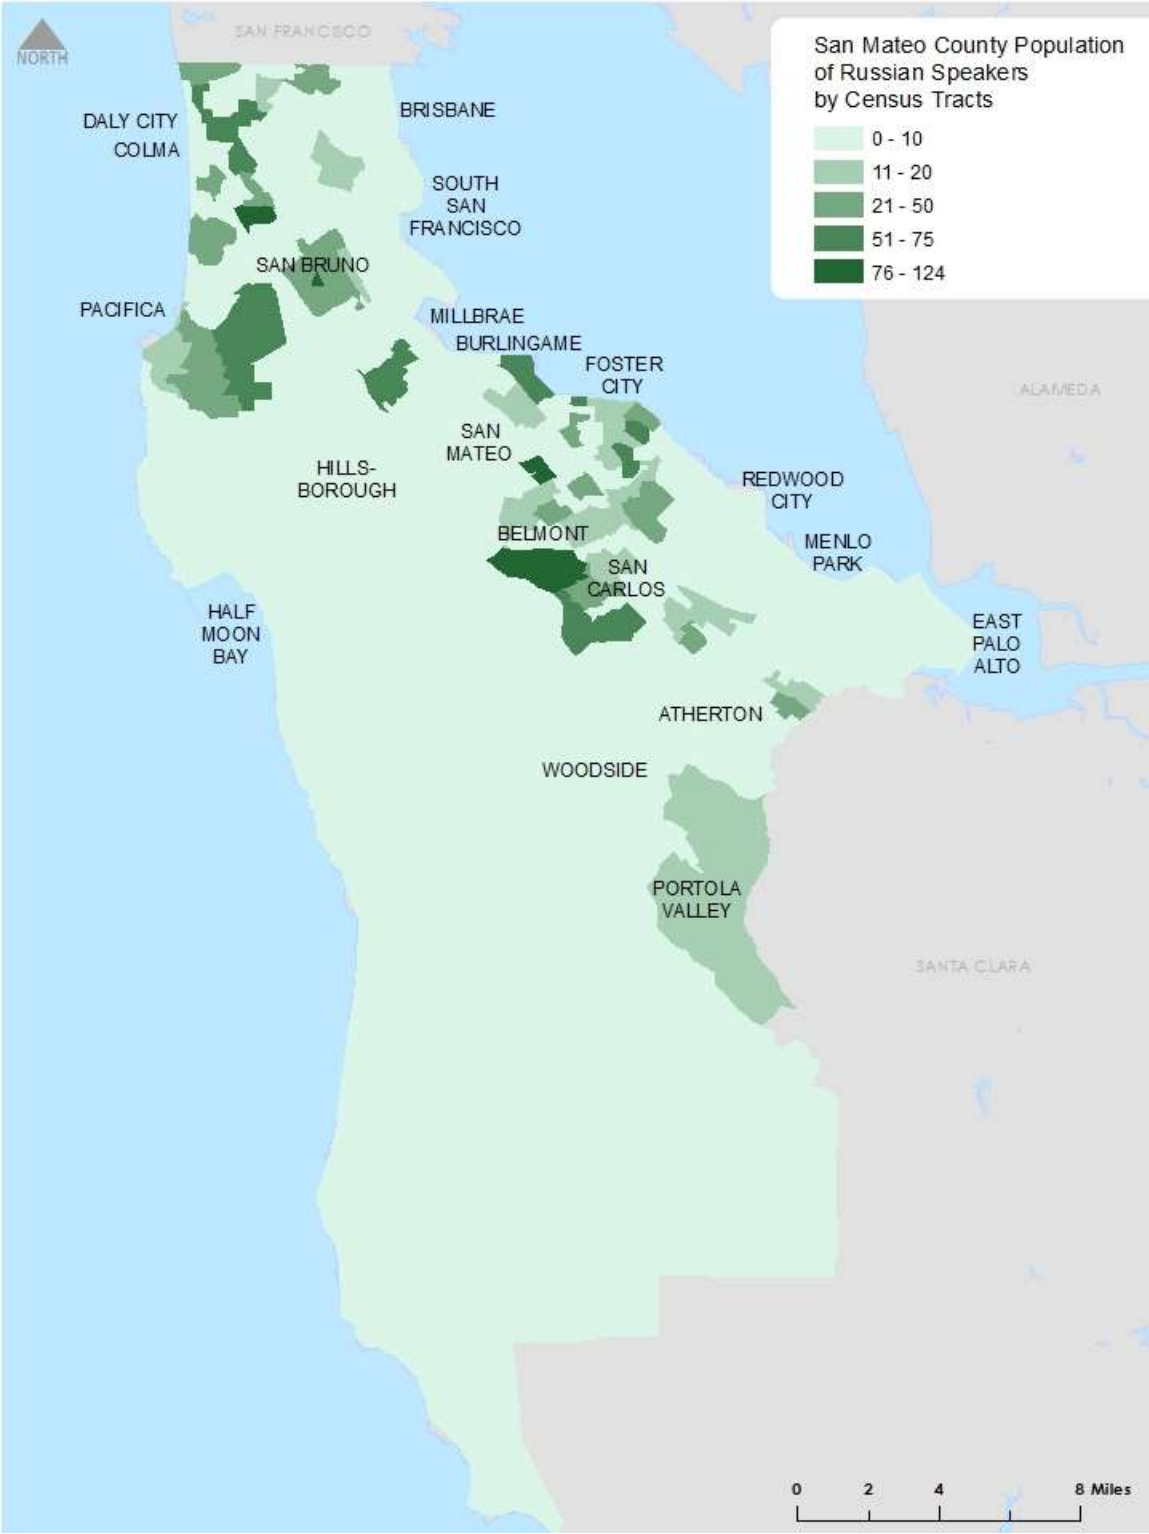 SAN FRANCISCO
NORTH
San Mateo County Population
of Russian Speakers
by Census Tracts
0 - 10
11 - 20
21 - 50
51 - 75
76 - 124
BRISBANE
DALY CITY
COLMA
SOUTH
SAN
FRANCISCO
SAN BRUNO
PACIFICA
MILLBRAE
BURLINGAME
FOSTER
CITY
ALAMEDA
SAN
MATEO
HILLS-
BOROUGH
REDWOOD
CITY
BELMONT
MENLO
PARK
SAN
CARLOS
HALF
MOON
BAY
EAST
PALO
ALTO
ATHERTON
WOODSIDE
PORTOLA
VALLEY
SANTA CLARA
0 2 4 8 Miles